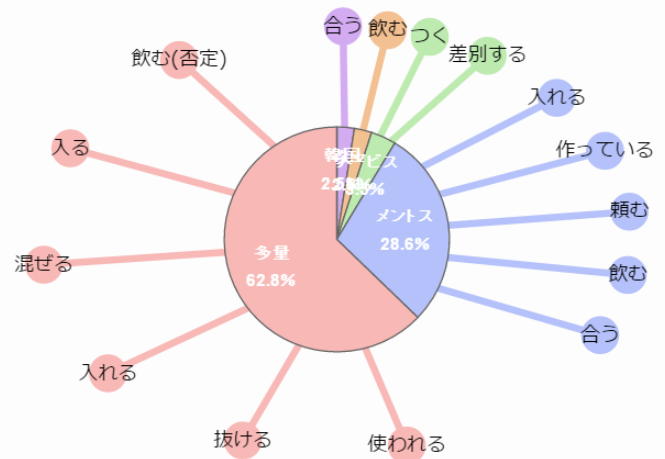 合う
飲む
つく
差別する
飲む(否定)
入れる
作っている
入る
頼む
メントス
28.6%
多量
62.8%
混ぜる
飲む
合う
入れる
抜ける
使われる